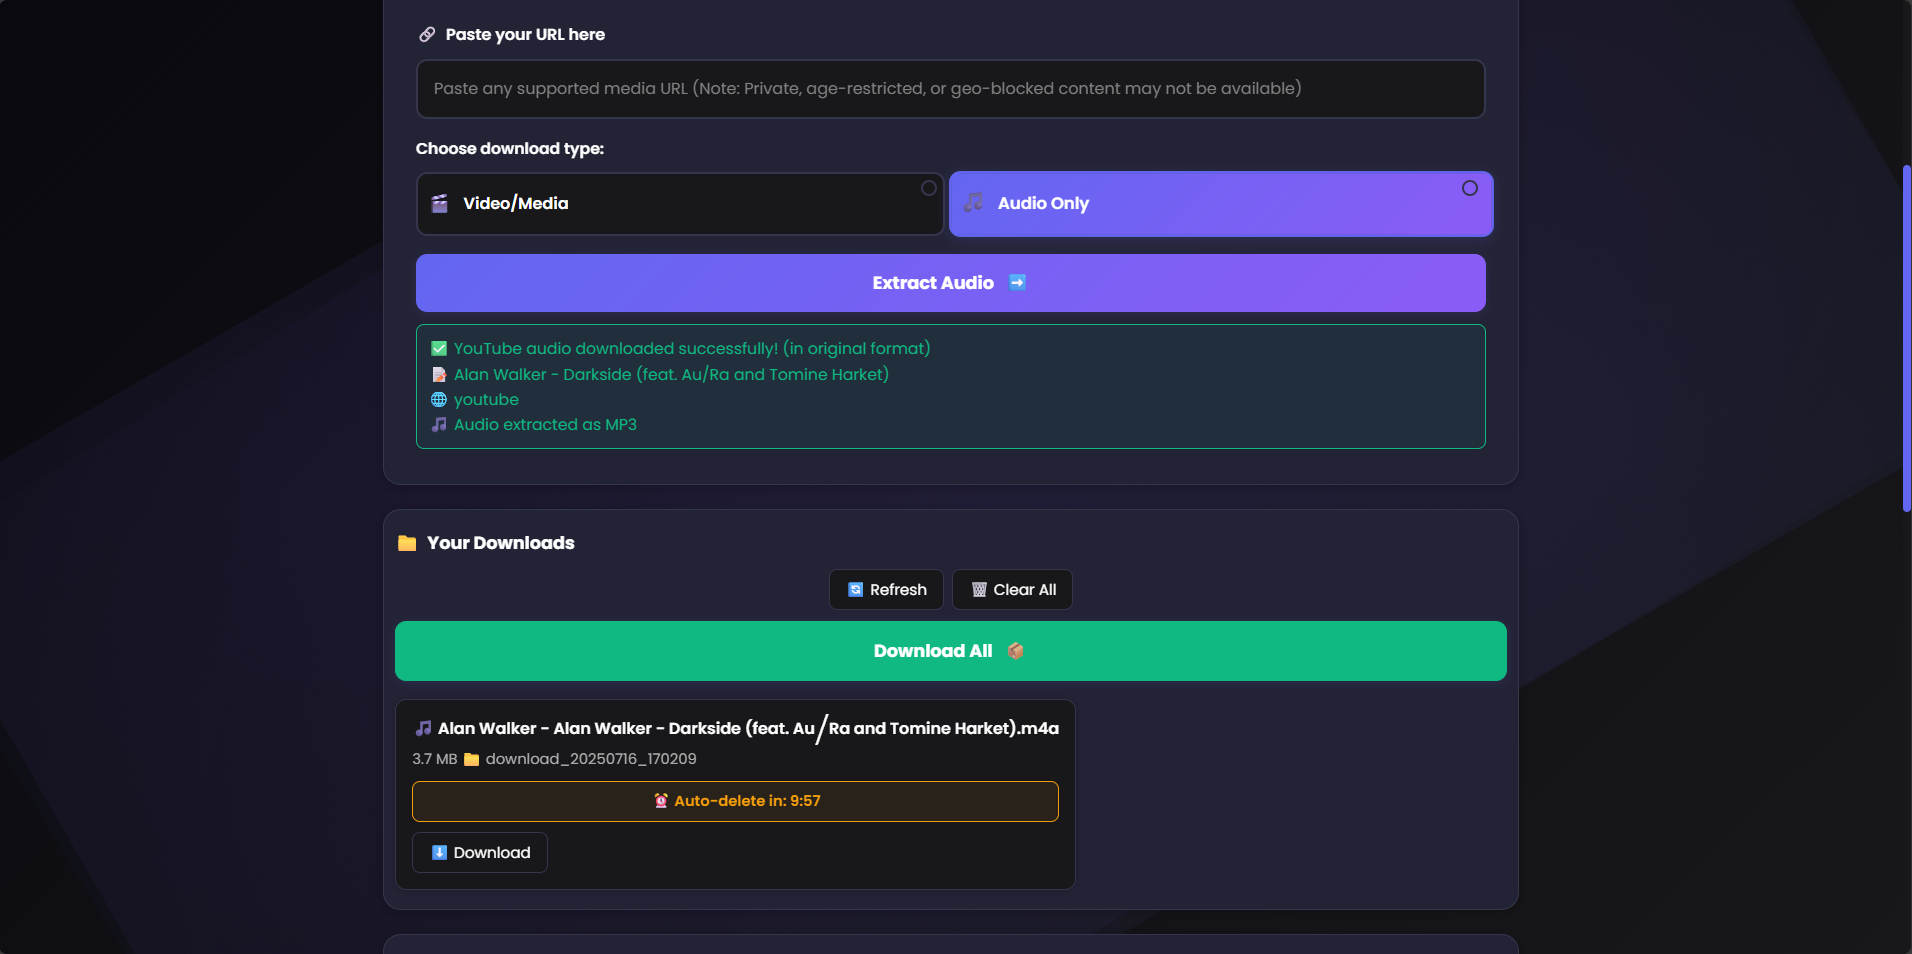 Paste your URL here
Paste any supported media URL (Note: Private, age-restricted, or geo-blocked content may not be available)
Choose download type:
Video/Media
Audio Only
Extract Audio
YouTube audio downloaded successfully! (in original format)
Alan Walker - Darkside (feat. Au/Ra and Tomine Harket)
youtube
Audio extracted as MP3
Your Downloads
Refresh
Clear All
Download All
Alan Walker - Alan Walker - Darkside (feat. Au⧸Ra and Tomine Harket).m4a
3.7 MB download_20250716_170209
Auto-delete in: 9:57
Download